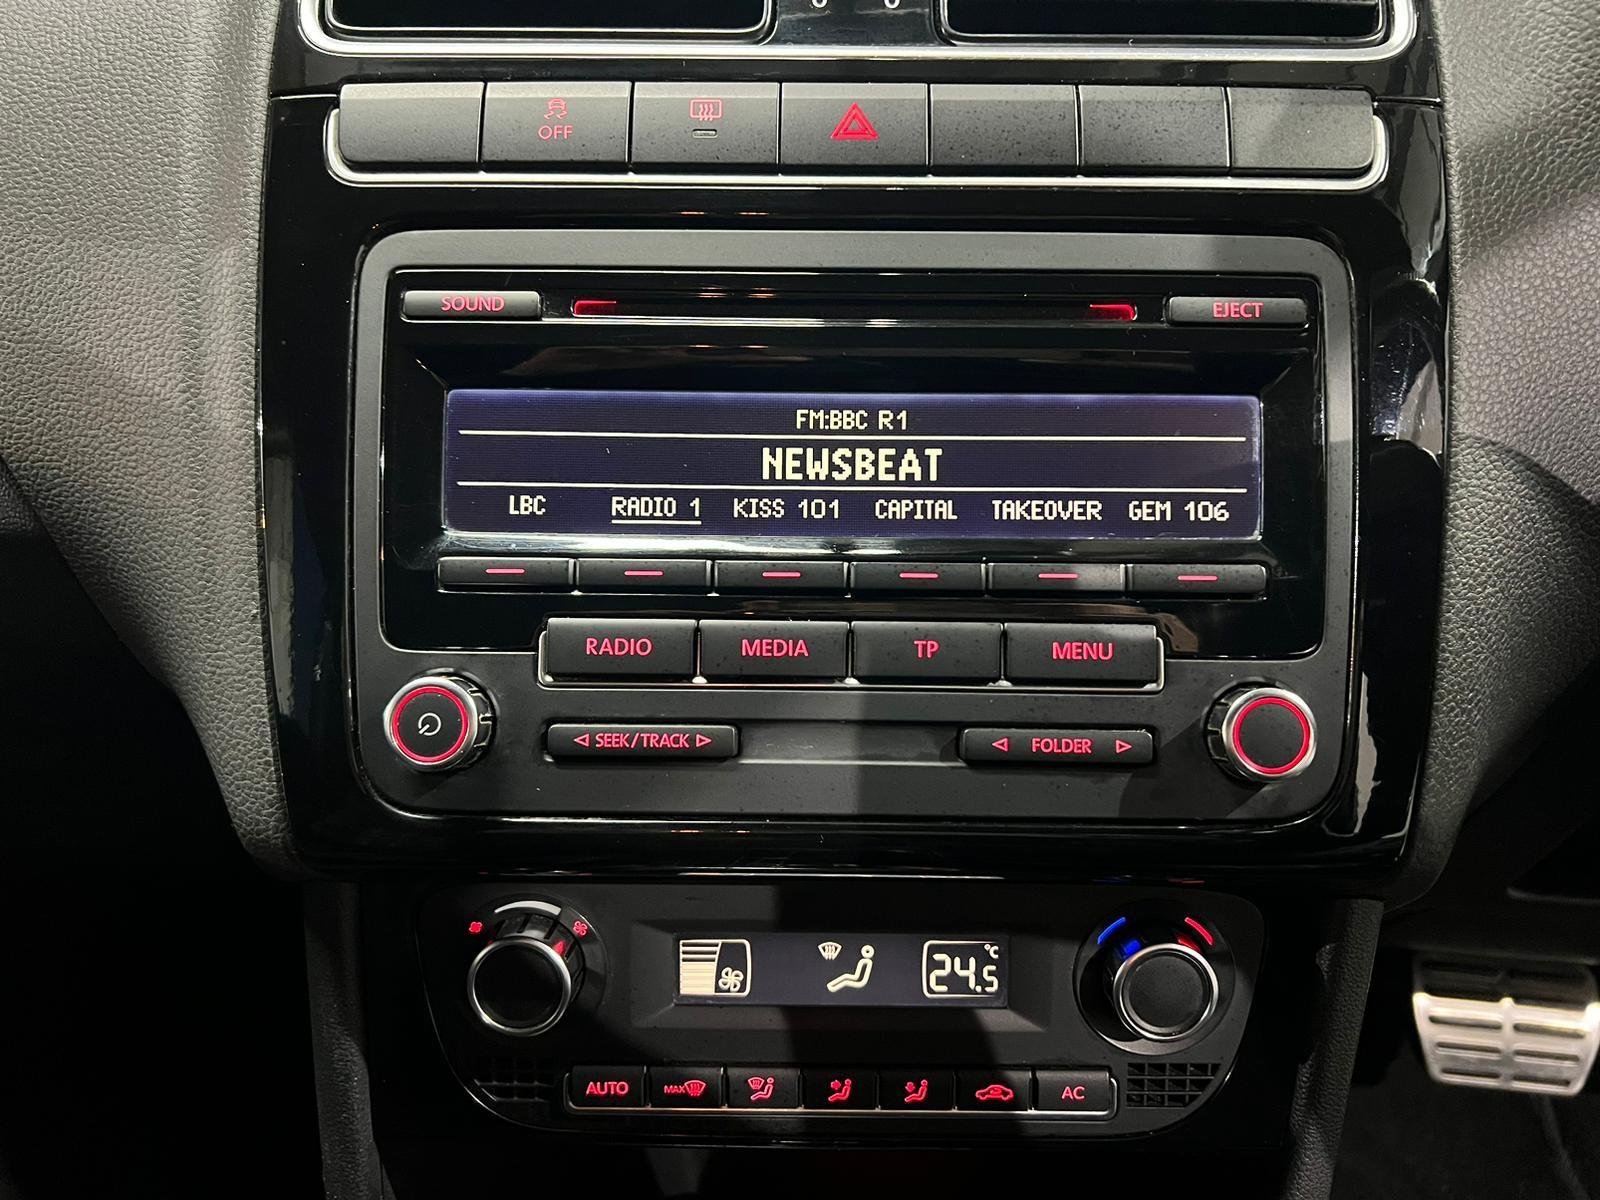 OFF
SOUND
EJECT
FM:BBC R1
NEWSBEAT
LBC RADIO 1 KISS 101 CAPITAL TAKEOVER GEM 106
RADIO MEDIA TP MENU
SEEK/TRACK FOLDER
24.5 °C
AUTO MAX AC